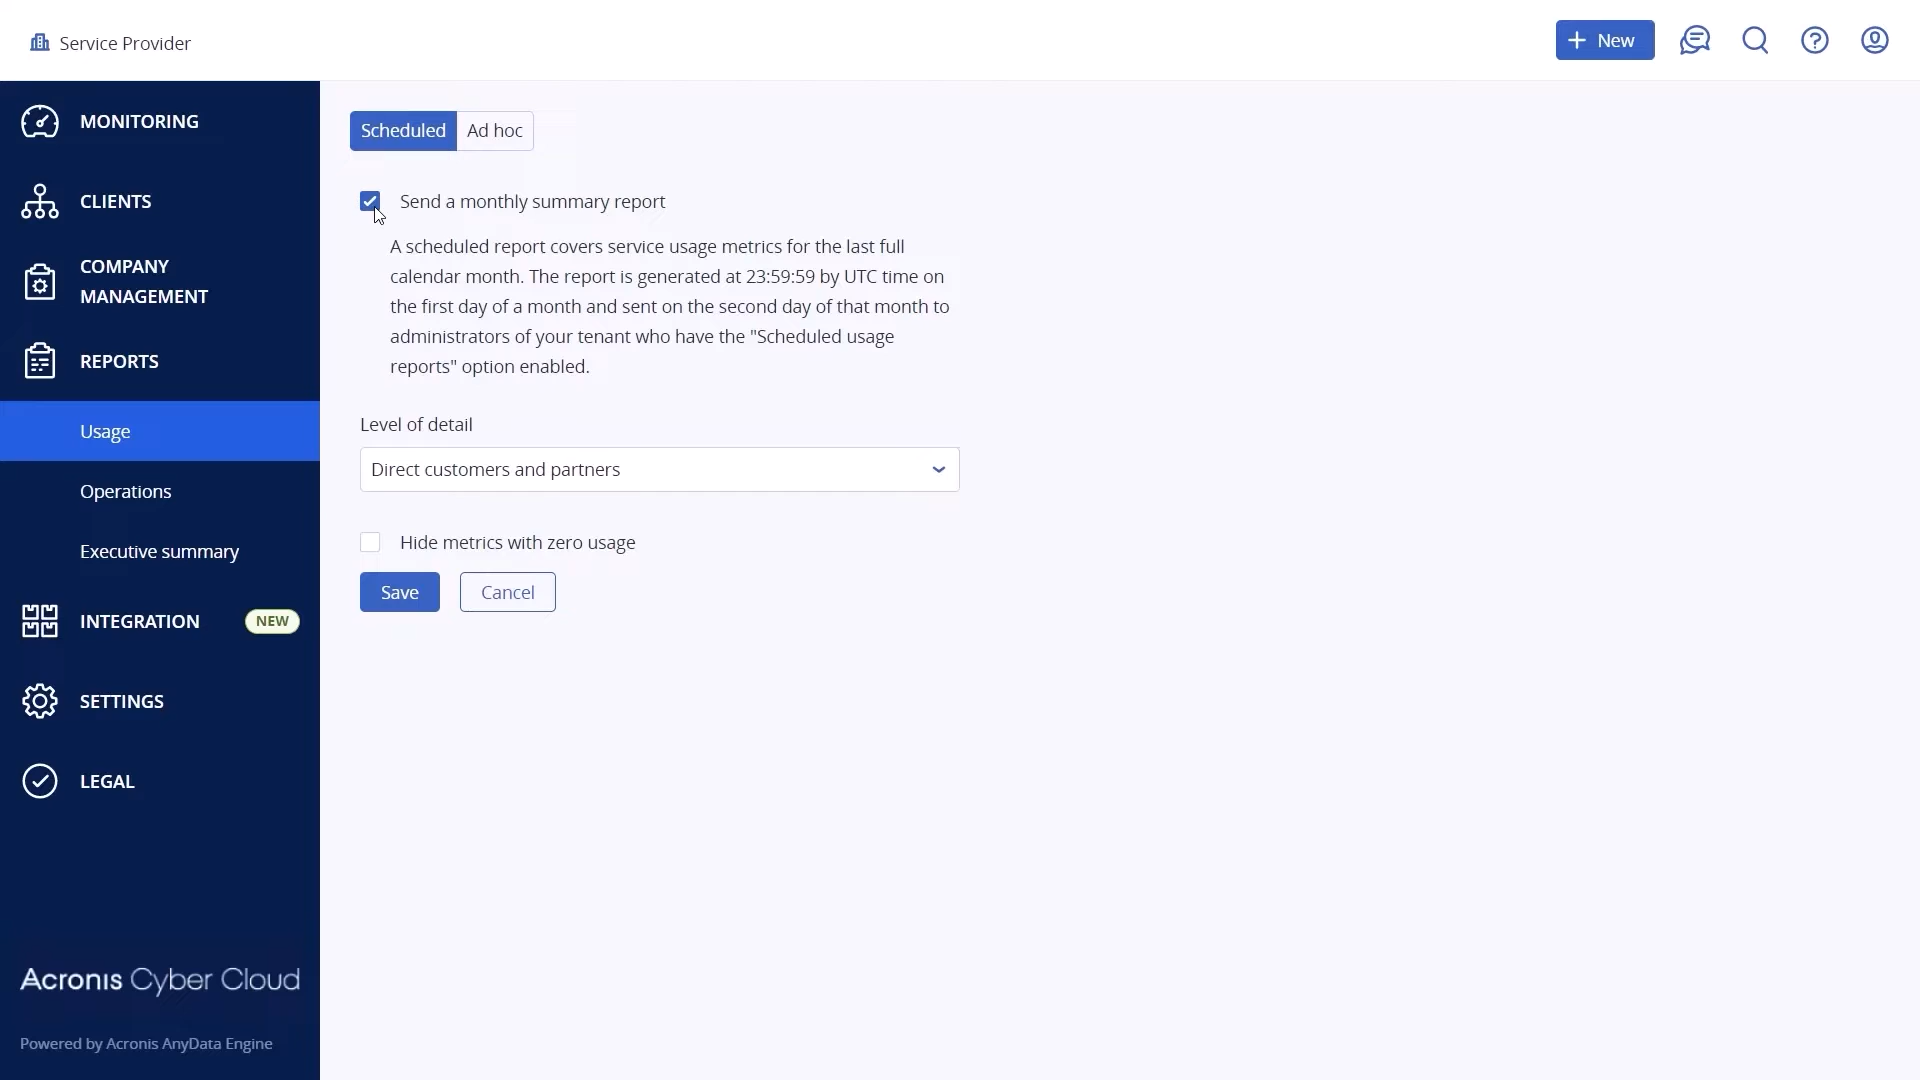 Service Provider
New
MONITORING
CLIENTS
COMPANY
MANAGEMENT
REPORTS
Usage
Operations
Executive summary
INTEGRATION NEW
SETTINGS
LEGAL
Acronis Cyber Cloud
Powered by Acronis AnyData Engine
Scheduled Ad hoc
Send a monthly summary report
A scheduled report covers service usage metrics for the last full
calendar month. The report is generated at 23:59:59 by UTC time on
the first day of a month and sent on the second day of that month to
administrators of your tenant who have the "Scheduled usage
reports" option enabled.
Level of detail
Direct customers and partners
Hide metrics with zero usage
Save Cancel